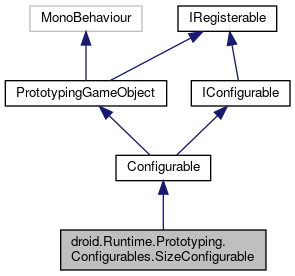 MonoBehaviour
IRegisterable
PrototypingGameObject
IConfigurable
Configurable
droid.Runtime.Prototyping.
Configurables.SizeConfigurable